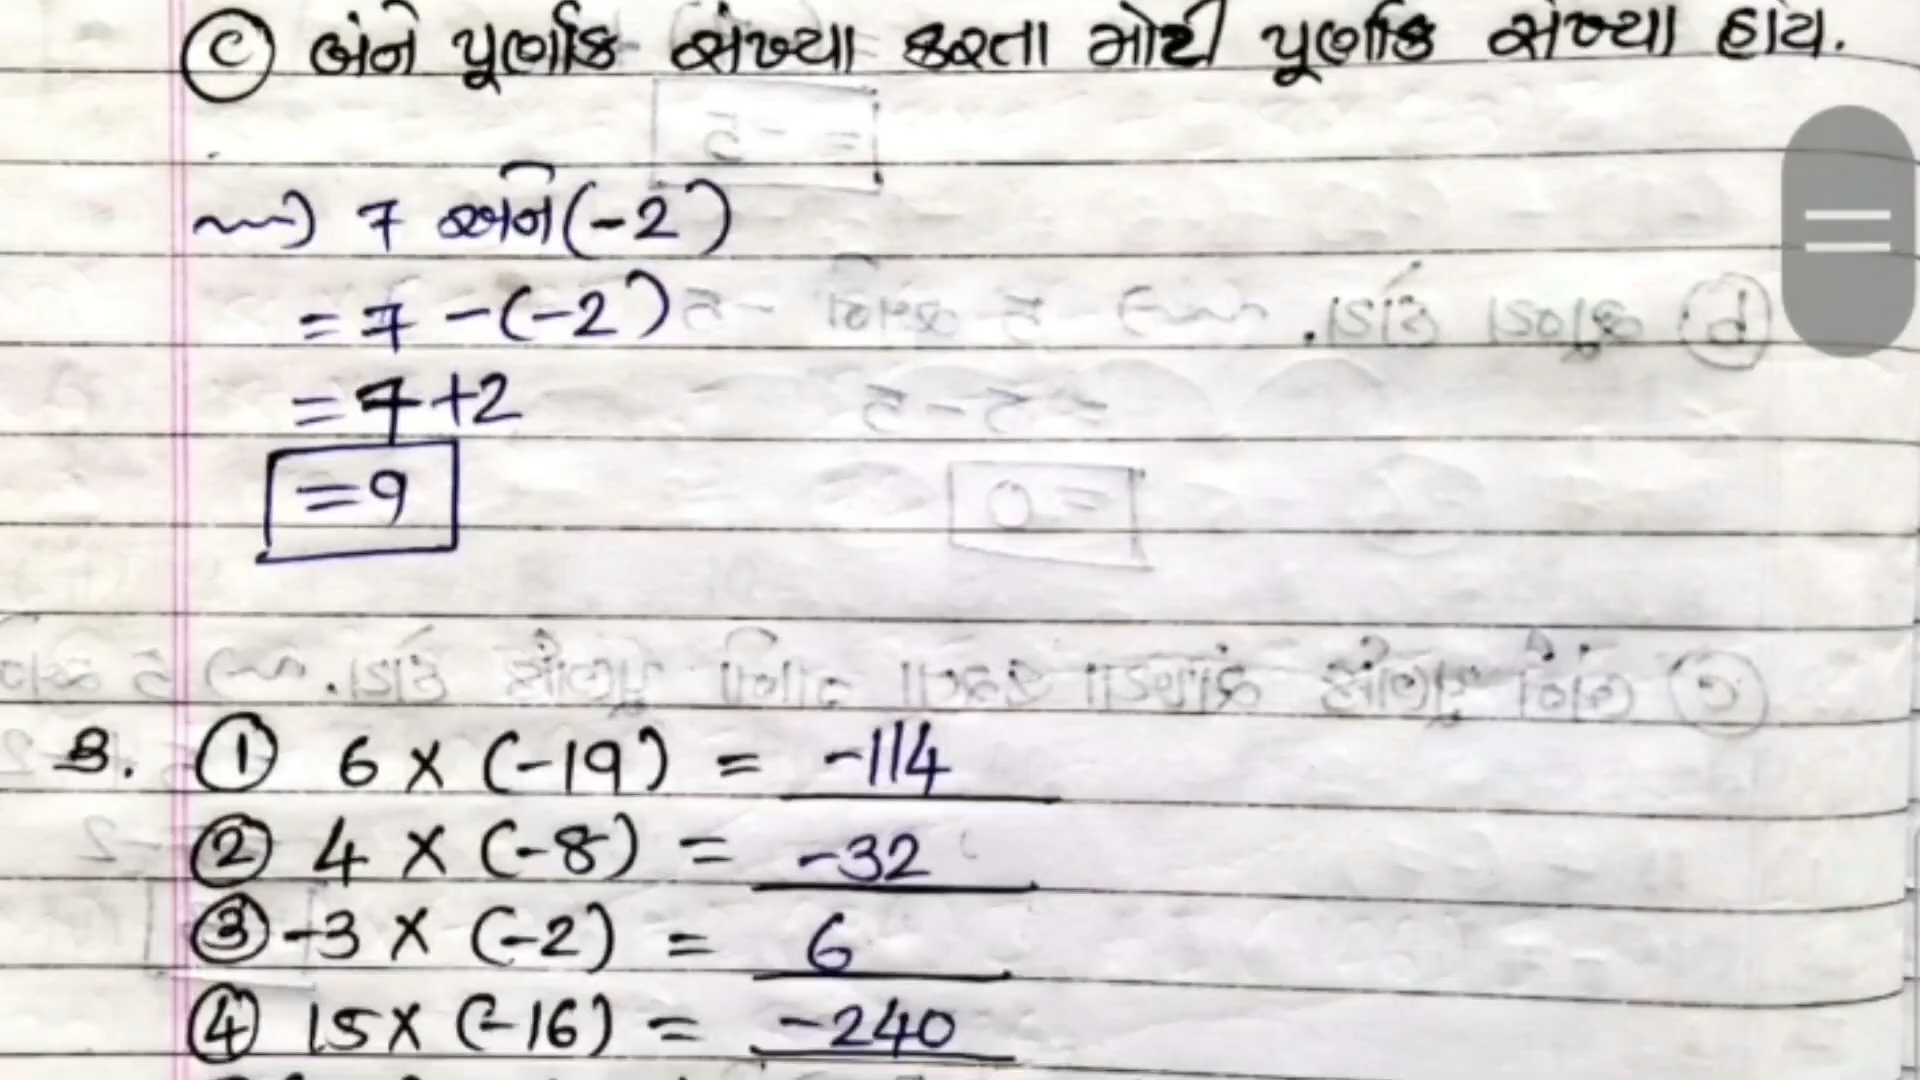 (C) બંને પૂર્ણાંક સંખ્યા કરતા મોટી પૂર્ણાંક સંખ્યા હોય.
→ 7 અને (-2)
= 7 - (-2)
= 7 + 2
= 9
B. (1) 6 × (-19) = -114
(2) 4 × (-8) = -32
(3) -3 × (-2) = 6
(4) 15 × (-16) = -240